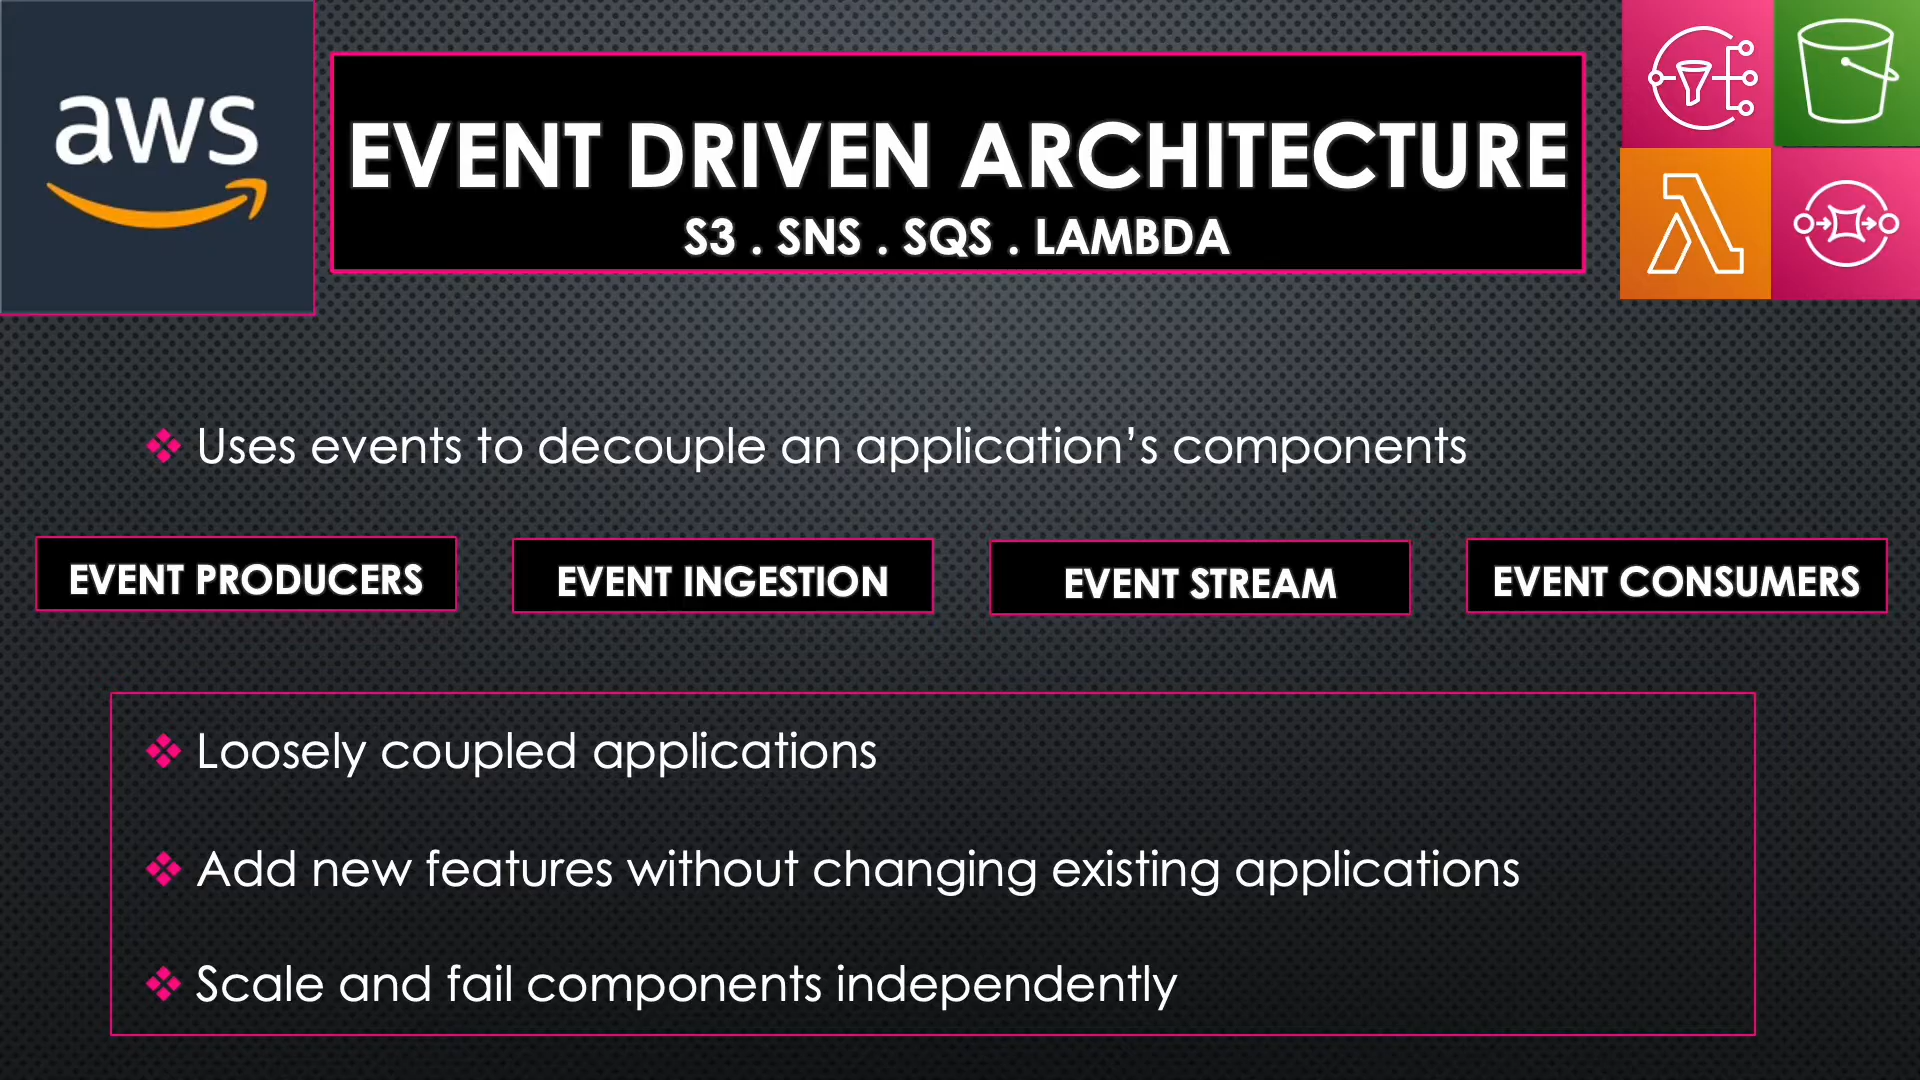 aws
EVENT DRIVEN ARCHITECTURE
S3 . SNS . SQS . LAMBDA
Uses events to decouple an application’s components
EVENT PRODUCERS
EVENT INGESTION
EVENT STREAM
EVENT CONSUMERS
Loosely coupled applications
Add new features without changing existing applications
Scale and fail components independently